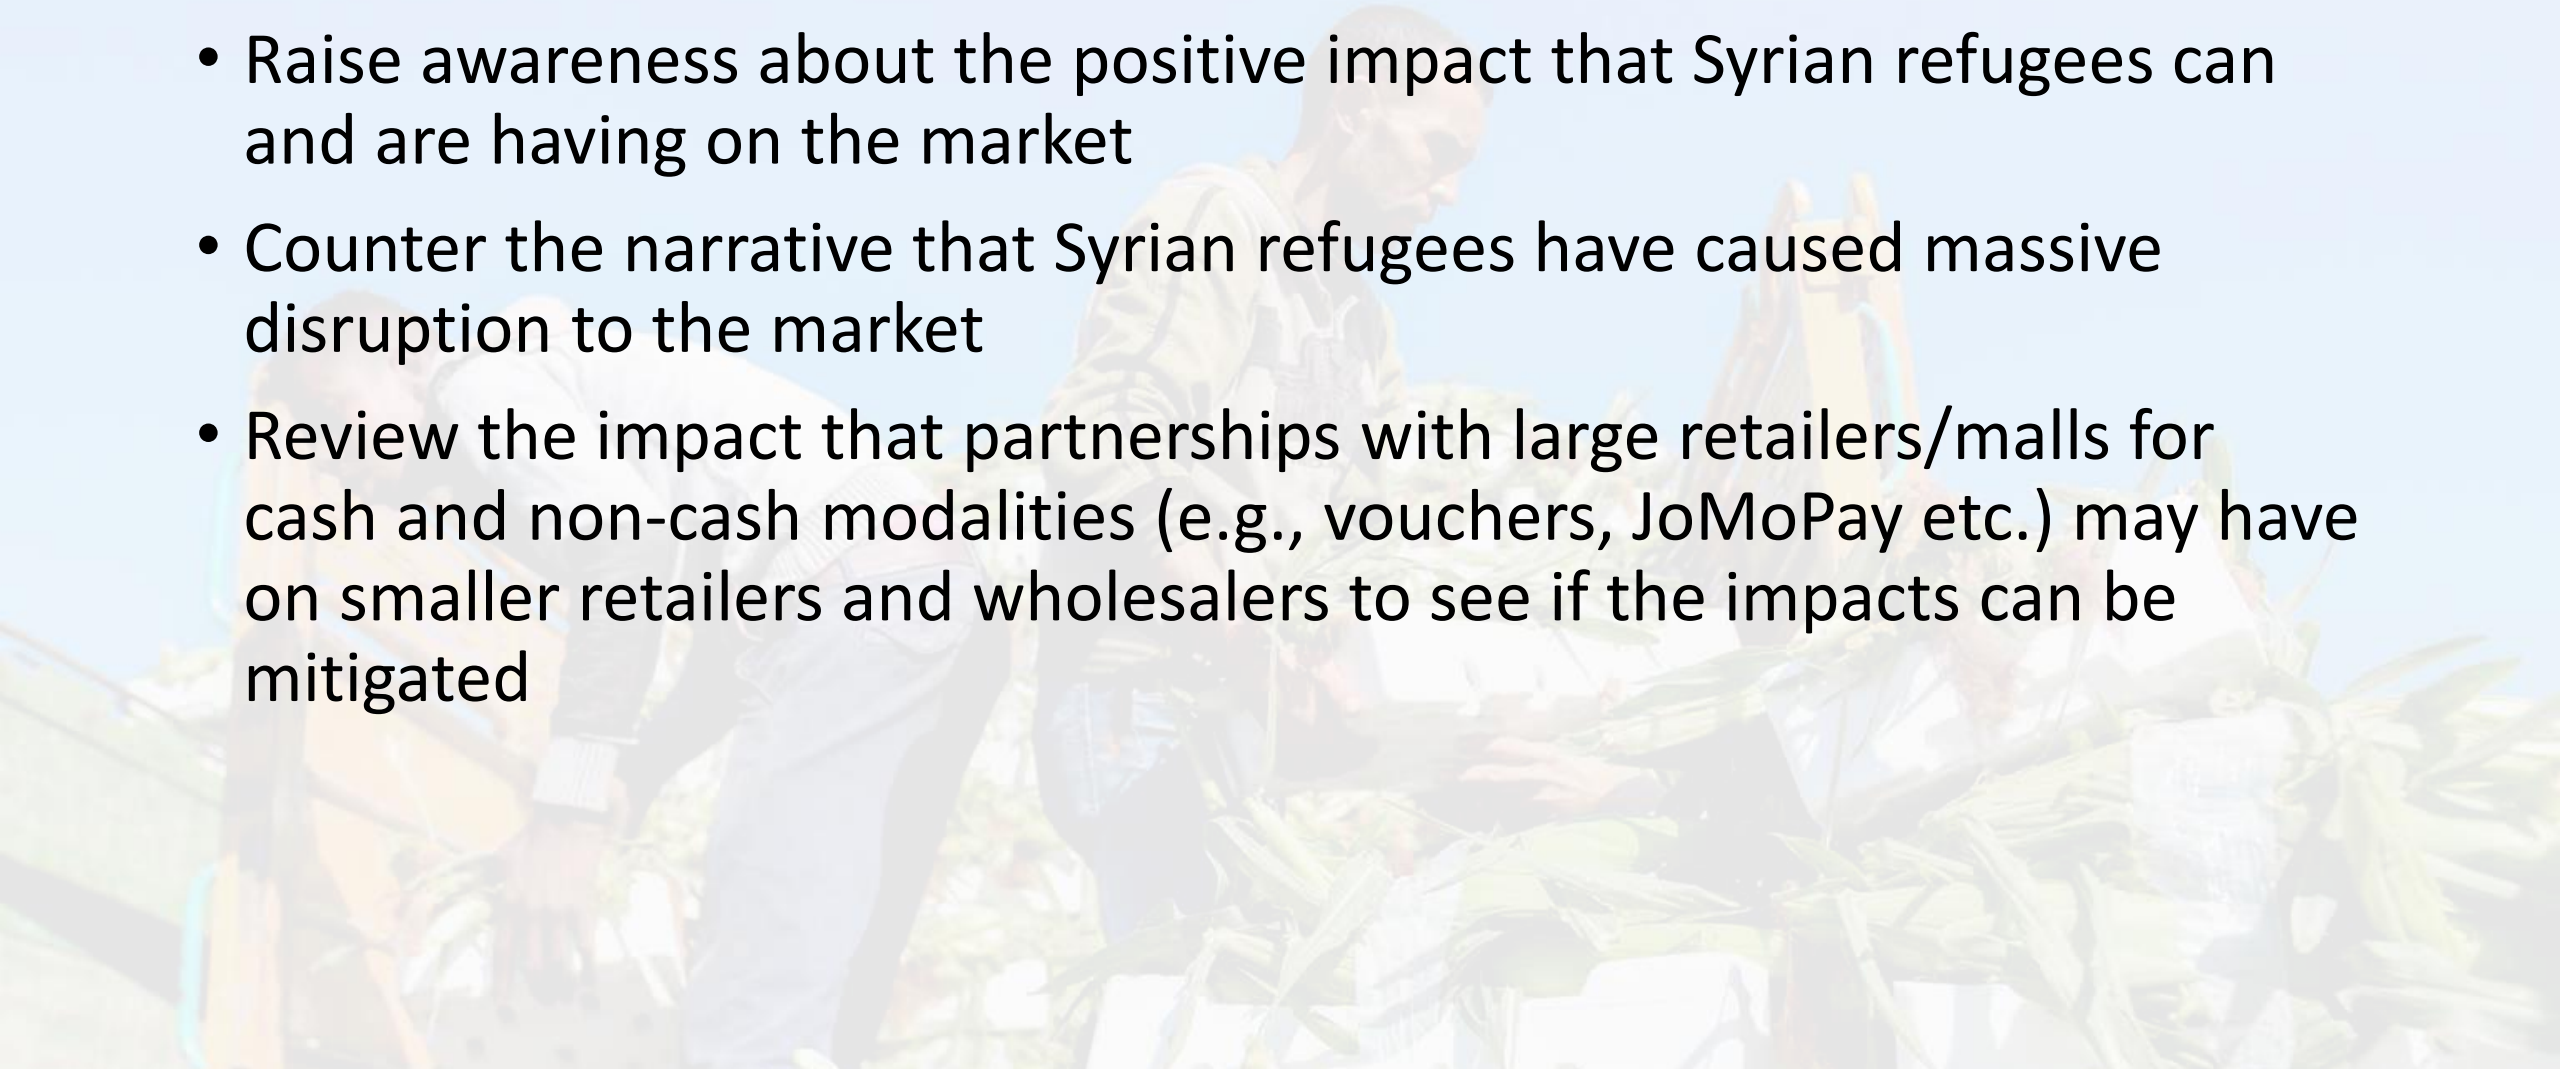 • Raise awareness about the positive impact that Syrian refugees can
and are having on the market
• Counter the narrative that Syrian refugees have caused massive
disruption to the market
• Review the impact that partnerships with large retailers/malls for
cash and non-cash modalities (e.g., vouchers, JoMoPay etc.) may have
on smaller retailers and wholesalers to see if the impacts can be
mitigated